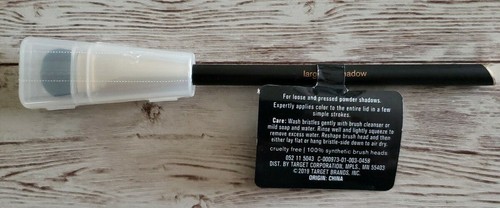 shadow
For loose and pressed powder shadows.
Expertly applies color to the entire lid in a few
simple strokes.
Care: Wash bristles gently with brush cleanser or
mild soap and water. Rinse well and lightly squeeze to
remove excess water. Reshape brush head and then
either lay flat or hang bristle-side down to air dry.
cruelty free | 100% synthetic brush heads
052 11 5043 C-000973-01-003-0458
DIST. BY TARGET CORPORATION, MPLS., MN 55403
©2019 TARGET BRANDS, INC.
ORIGIN: CHINA